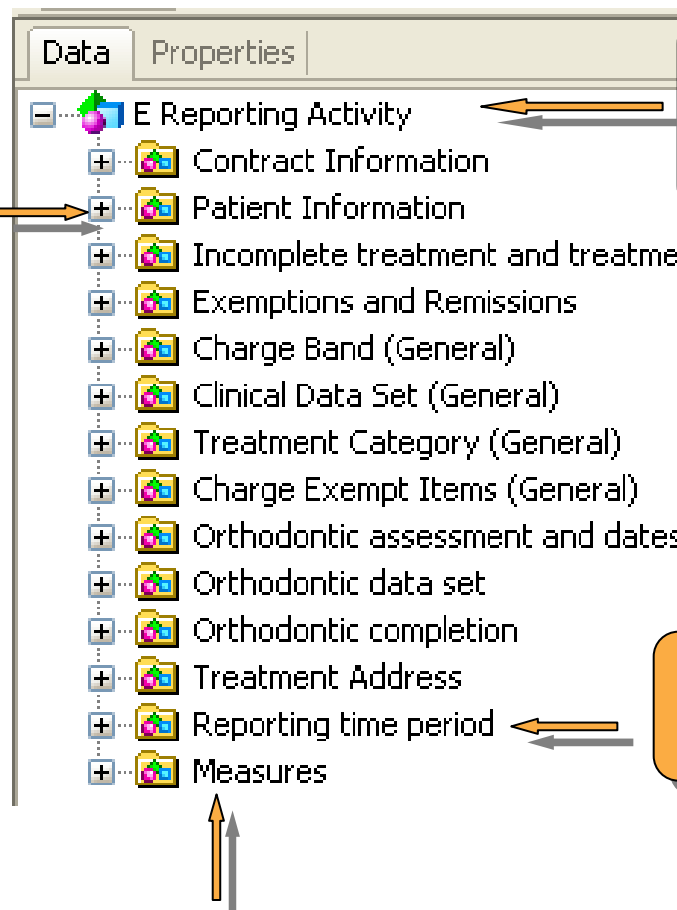 Data Properties
E Reporting Activity
Contract Information
Patient Information
Incomplete treatment and treatme
Exemptions and Remissions
Charge Band (General)
Clinical Data Set (General)
Treatment Category (General)
Charge Exempt Items (General)
Orthodontic assessment and dates
Orthodontic data set
Orthodontic completion
Treatment Address
Reporting time period
Measures